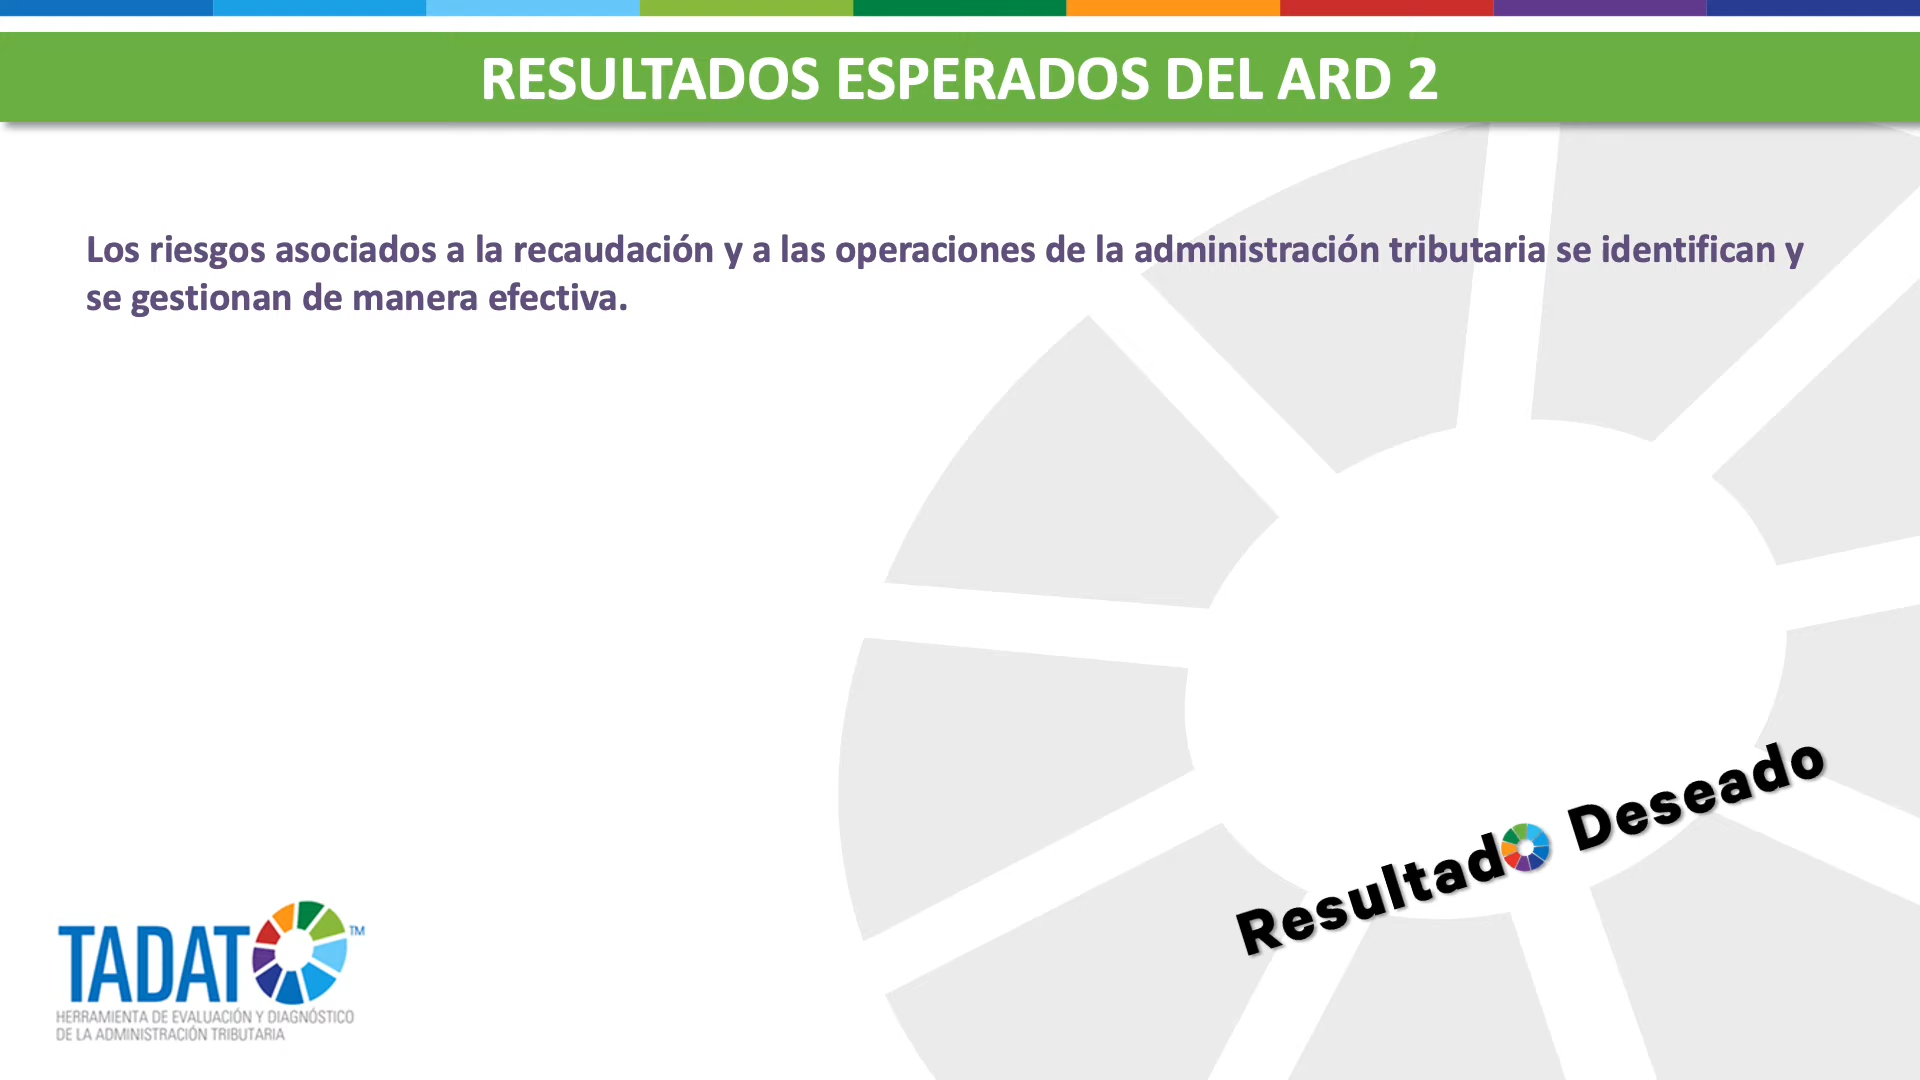 RESULTADOS ESPERADOS DEL ARD 2
Los riesgos asociados a la recaudación y a las operaciones de la administración tributaria se identifican y
se gestionan de manera efectiva.
Resultado Deseado
TADAT™
HERRAMIENTA DE EVALUACIÓN Y DIAGNÓSTICO
DE LA ADMINISTRACIÓN TRIBUTARIA